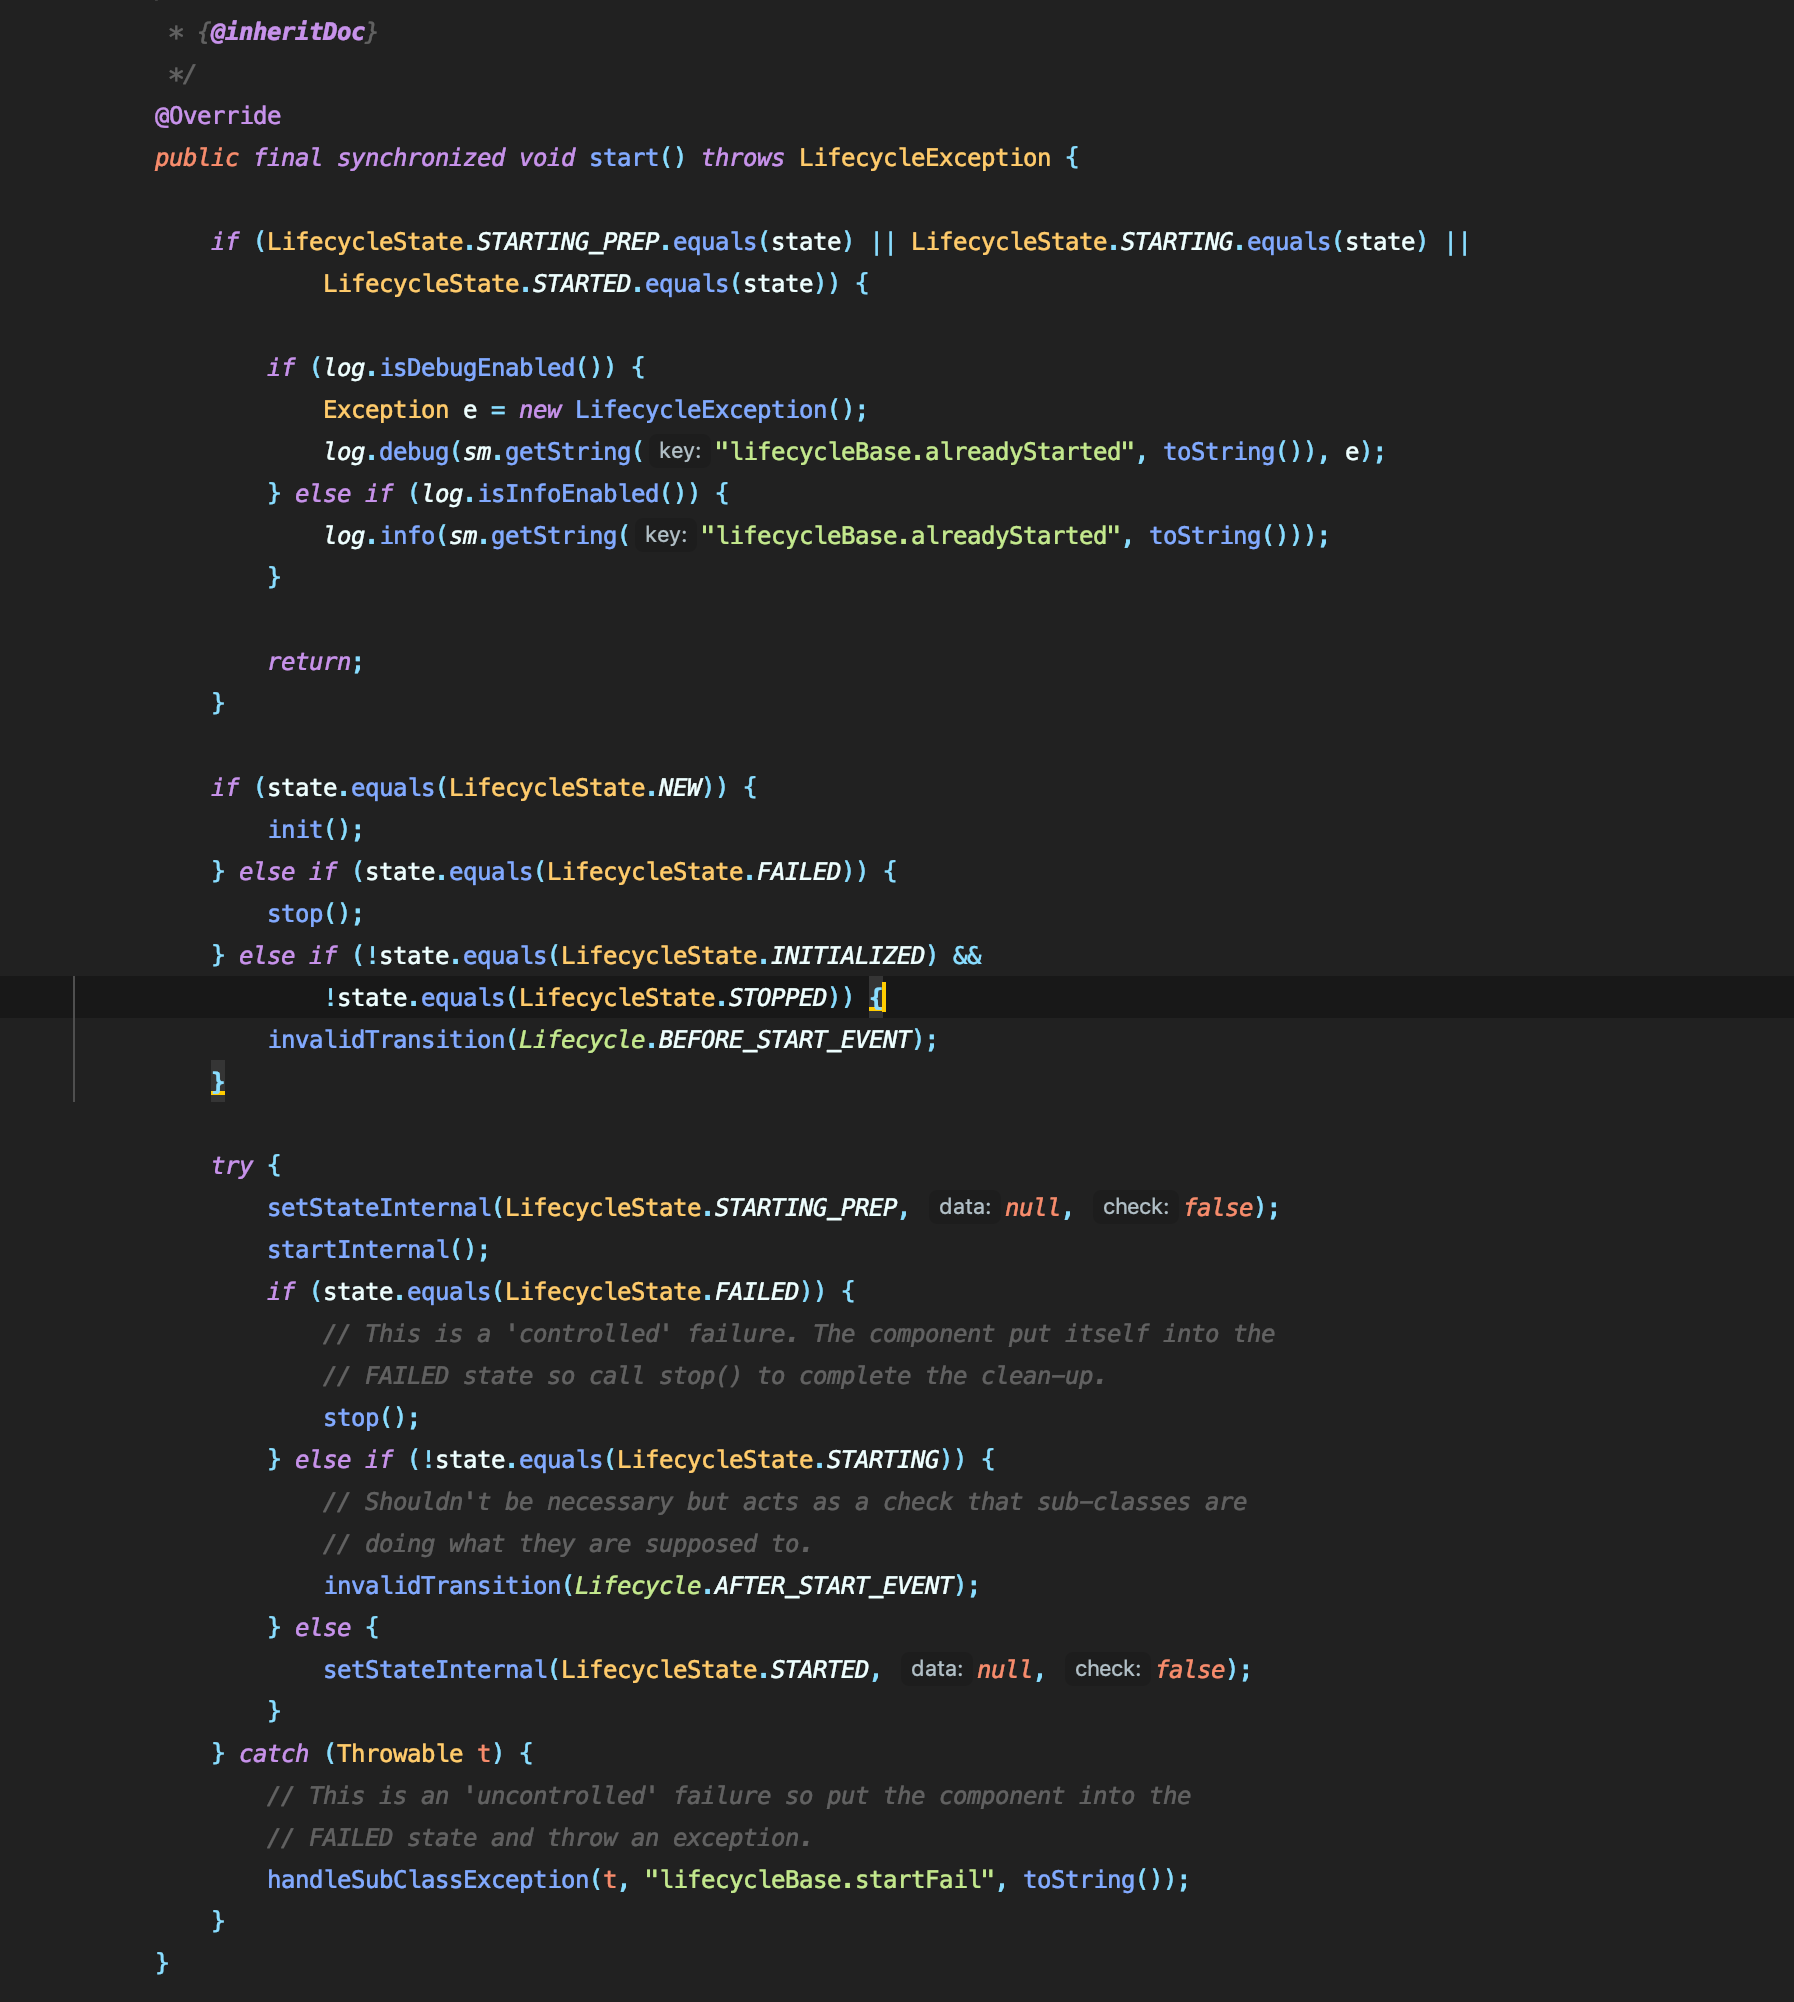 * {@inheritDoc}
*/
@Override
public final synchronized void start() throws LifecycleException {
if (LifecycleState.STARTING_PREP.equals(state) || LifecycleState.STARTING.equals(state) ||
LifecycleState.STARTED.equals(state)) {
if (log.isDebugEnabled()) {
Exception e = new LifecycleException();
log.debug(sm.getString( key: "lifecycleBase.alreadyStarted", toString()), e);
} else if (log.isInfoEnabled()) {
log.info(sm.getString( key: "lifecycleBase.alreadyStarted", toString()));
}
return;
}
if (state.equals(LifecycleState.NEW)) {
init();
} else if (state.equals(LifecycleState.FAILED)) {
stop();
} else if (!state.equals(LifecycleState.INITIALIZED) &&
!state.equals(LifecycleState.STOPPED)) {
invalidTransition(Lifecycle.BEFORE_START_EVENT);
}
try {
setStateInternal(LifecycleState.STARTING_PREP, data: null, check: false);
startInternal();
if (state.equals(LifecycleState.FAILED)) {
// This is a 'controlled' failure. The component put itself into the
// FAILED state so call stop() to complete the clean-up.
stop();
} else if (!state.equals(LifecycleState.STARTING)) {
// Shouldn't be necessary but acts as a check that sub-classes are
// doing what they are supposed to.
invalidTransition(Lifecycle.AFTER_START_EVENT);
} else {
setStateInternal(LifecycleState.STARTED, data: null, check: false);
}
} catch (Throwable t) {
// This is an 'uncontrolled' failure so put the component into the
// FAILED state and throw an exception.
handleSubClassException(t, "lifecycleBase.startFail", toString());
}
}